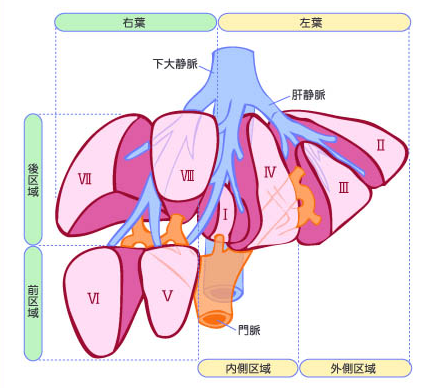 右葉
左葉
下大静脈
肝静脈
後区域
前区域
Ⅶ
Ⅷ
Ⅰ
Ⅳ
Ⅲ
Ⅱ
Ⅵ
Ⅴ
門脈
内側区域
外側区域